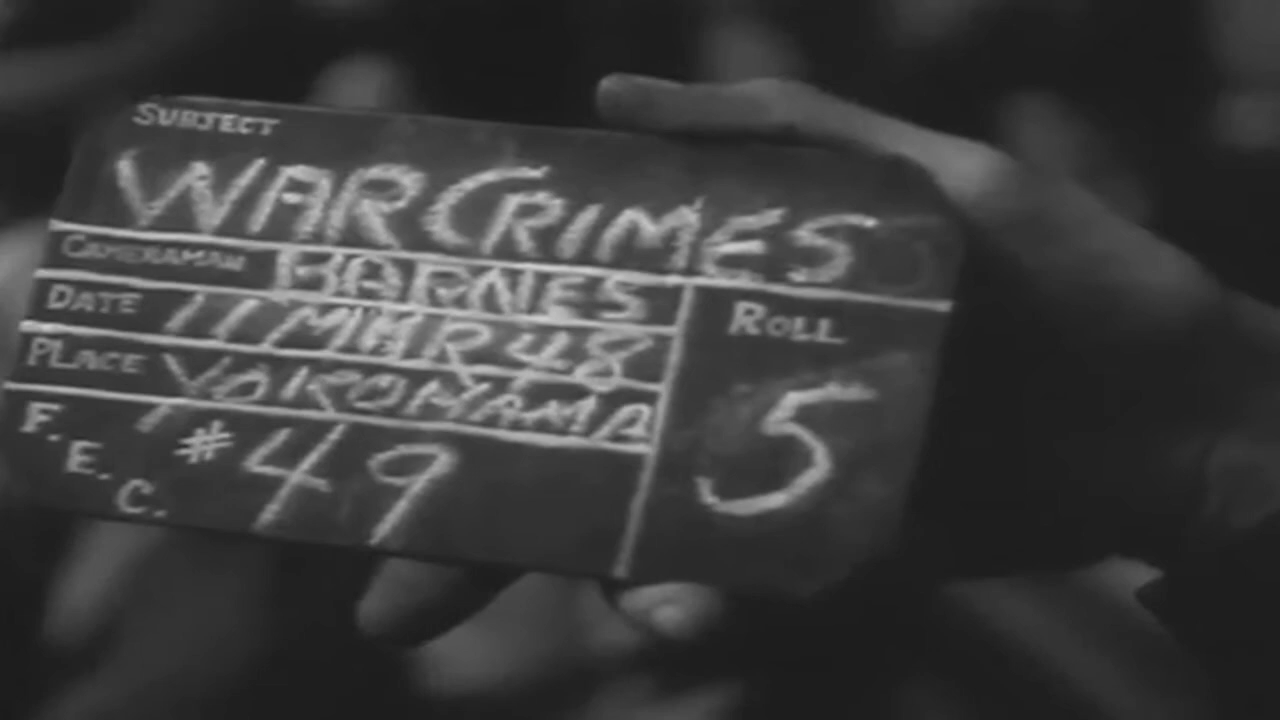 SUBJECT
WAR CRIMES
CAMERAMAN BARNES
DATE 11 MAR 48
PLACE YOKOHAMA
ROLL
5
F.E.C. #49